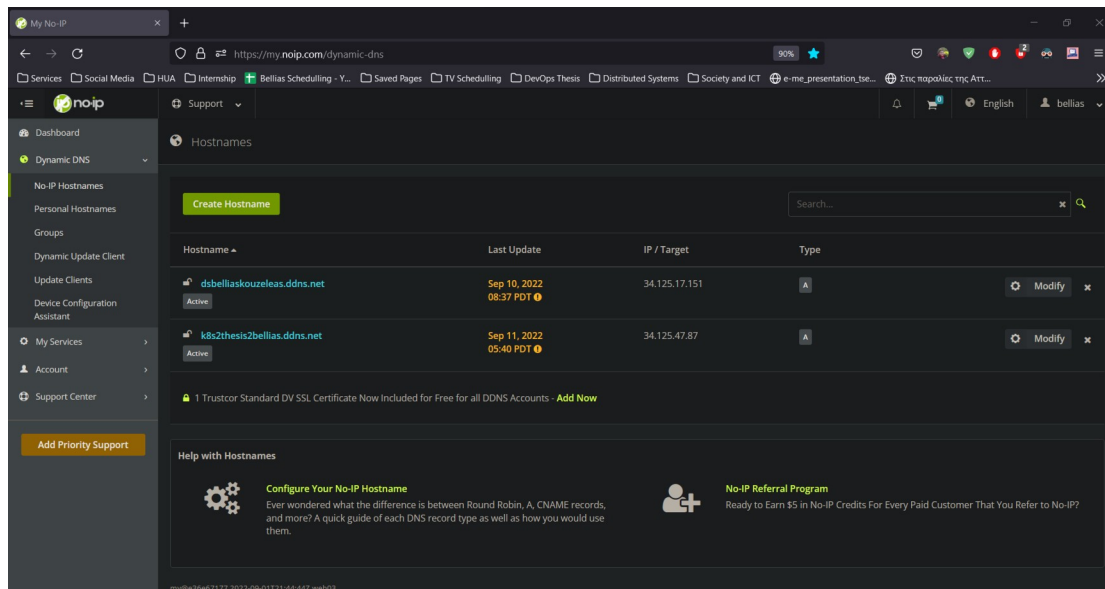 My No-IP
https://my.noip.com/dynamic-dns
90%
2
Services Social Media HUA Internship Bellias Schedulling - Y... Saved Pages TV Schedulling DevOps Thesis Distributed Systems Society and ICT e-me_presentation_tse... Στις παραλίες της Αττ...
no-ip
Support
0
English
bellias
Dashboard
Dynamic DNS
No-IP Hostnames
Personal Hostnames
Groups
Dynamic Update Client
Update Clients
Device Configuration
Assistant
My Services
Account
Support Center
Add Priority Support
Hostnames
Create Hostname
Search...
Hostname Last Update IP / Target Type
dsbelliaskouzeleas.ddns.net Sep 10, 2022 34.125.17.151 A Modify
Active 08:37 PDT
k8s2thesis2bellias.ddns.net Sep 11, 2022 34.125.47.87 A Modify
Active 05:40 PDT
1 Trustcor Standard DV SSL Certificate Now Included for Free for all DDNS Accounts - Add Now
Help with Hostnames
Configure Your No-IP Hostname
Ever wondered what the difference is between Round Robin, A, CNAME records,
and more? A quick guide of each DNS record type as well as how you would use
them.
No-IP Referral Program
Ready to Earn $5 in No-IP Credits For Every Paid Customer That You Refer to No-IP?